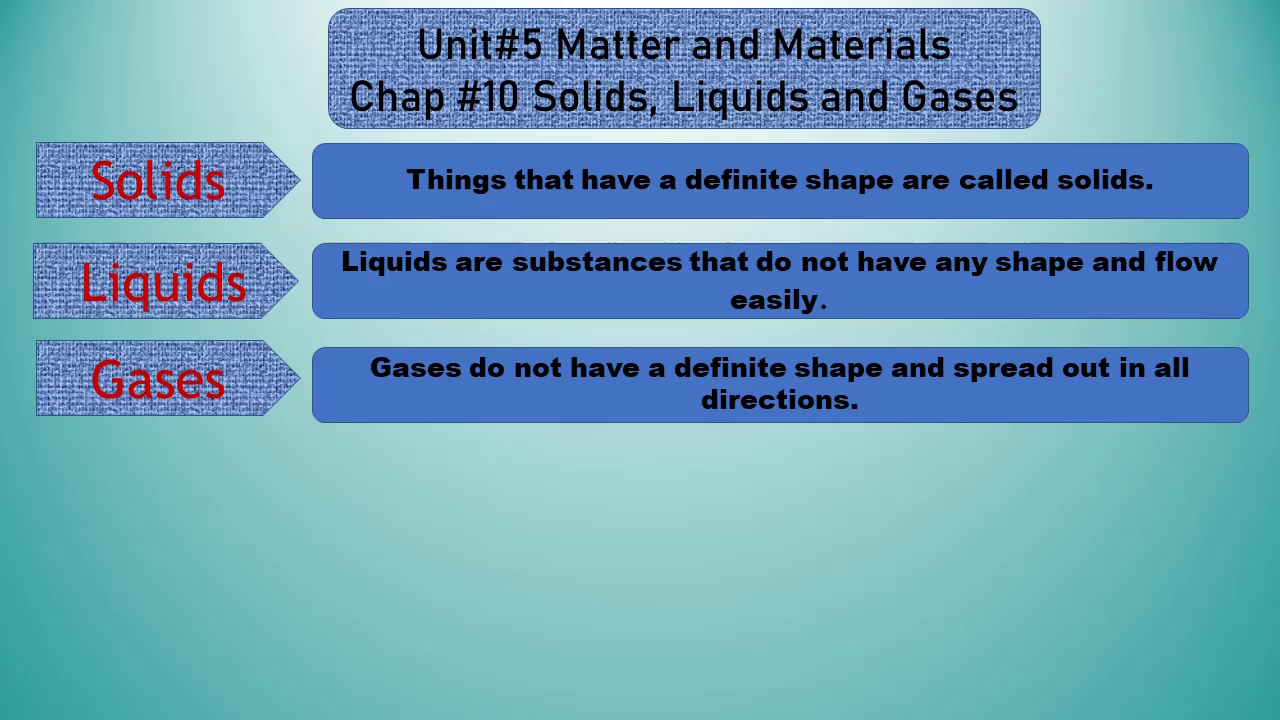 Unit#5 Matter and Materials
Chap #10 Solids, Liquids and Gases
Solids
Things that have a definite shape are called solids.
Liquids
Liquids are substances that do not have any shape and flow
easily.
Gases
Gases do not have a definite shape and spread out in all
directions.